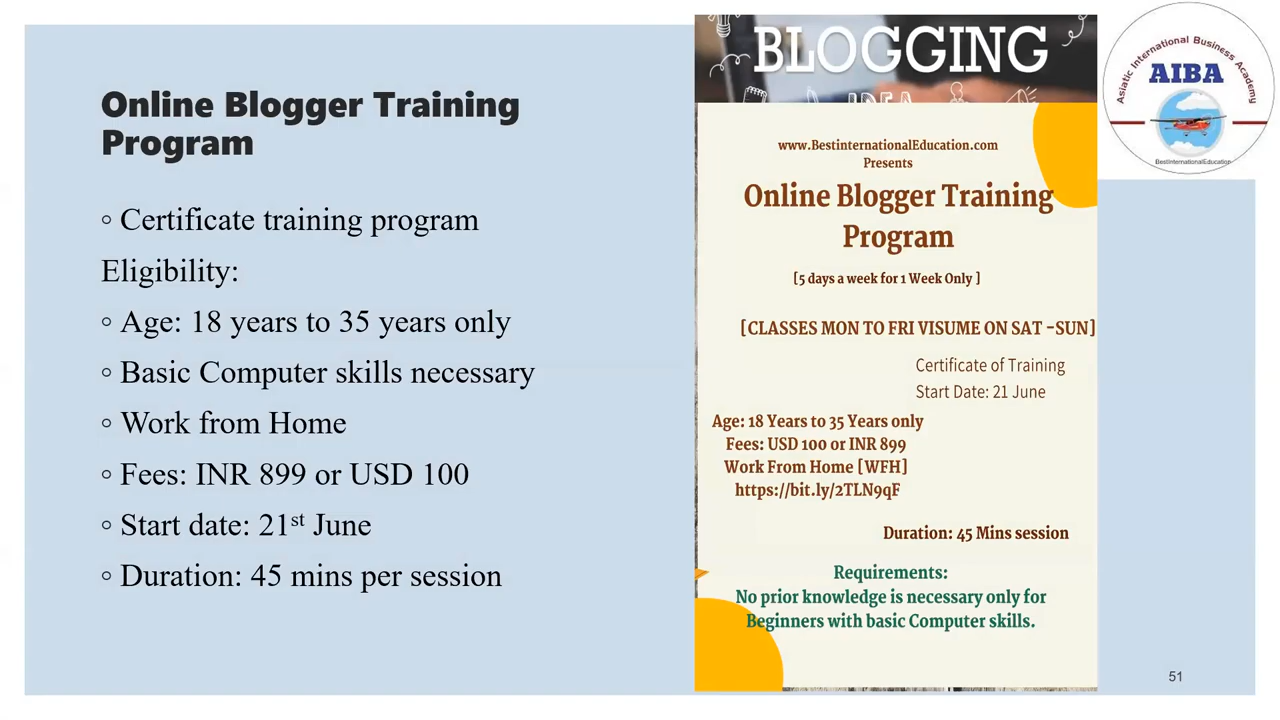 Online Blogger Training
Program
◦ Certificate training program
Eligibility:
◦ Age: 18 years to 35 years only
◦ Basic Computer skills necessary
◦ Work from Home
◦ Fees: INR 899 or USD 100
◦ Start date: 21st June
◦ Duration: 45 mins per session
BLOGGING
IDEA
www.BestinternationalEducation.com
Presents
Online Blogger Training
Program
[5 days a week for 1 Week Only ]
[CLASSES MON TO FRI VISUME ON SAT -SUN]
Certificate of Training
Start Date: 21 June
Age: 18 Years to 35 Years only
Fees: USD 100 or INR 899
Work From Home [WFH]
https://bit.ly/2TLN9qF
Duration: 45 Mins session
Requirements:
No prior knowledge is necessary only for
Beginners with basic Computer skills.
Asiatic International Business Academy
AIBA
BestInternationalEducation
51